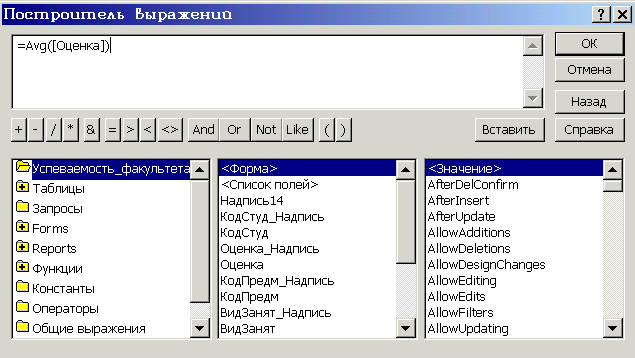 Построитель выражений
=Avg([Оценка])
ОК
Отмена
Назад
+ - / * & = > < <> And Or Not Like ( ) Вставить Справка
Успеваемость_факультета
Таблицы
Запросы
Forms
Reports
Функции
Константы
Операторы
Общие выражения
<Форма>
<Список полей>
Надпись14
КодСтуд_Надпись
КодСтуд
Оценка_Надпись
Оценка
КодПредм_Надпись
КодПредм
ВидЗанят_Надпись
ВидЗанят
<Значение>
AfterDelConfirm
AfterInsert
AfterUpdate
AllowAdditions
AllowDeletions
AllowDesignChanges
AllowEditing
AllowEdits
AllowFilters
AllowUpdating